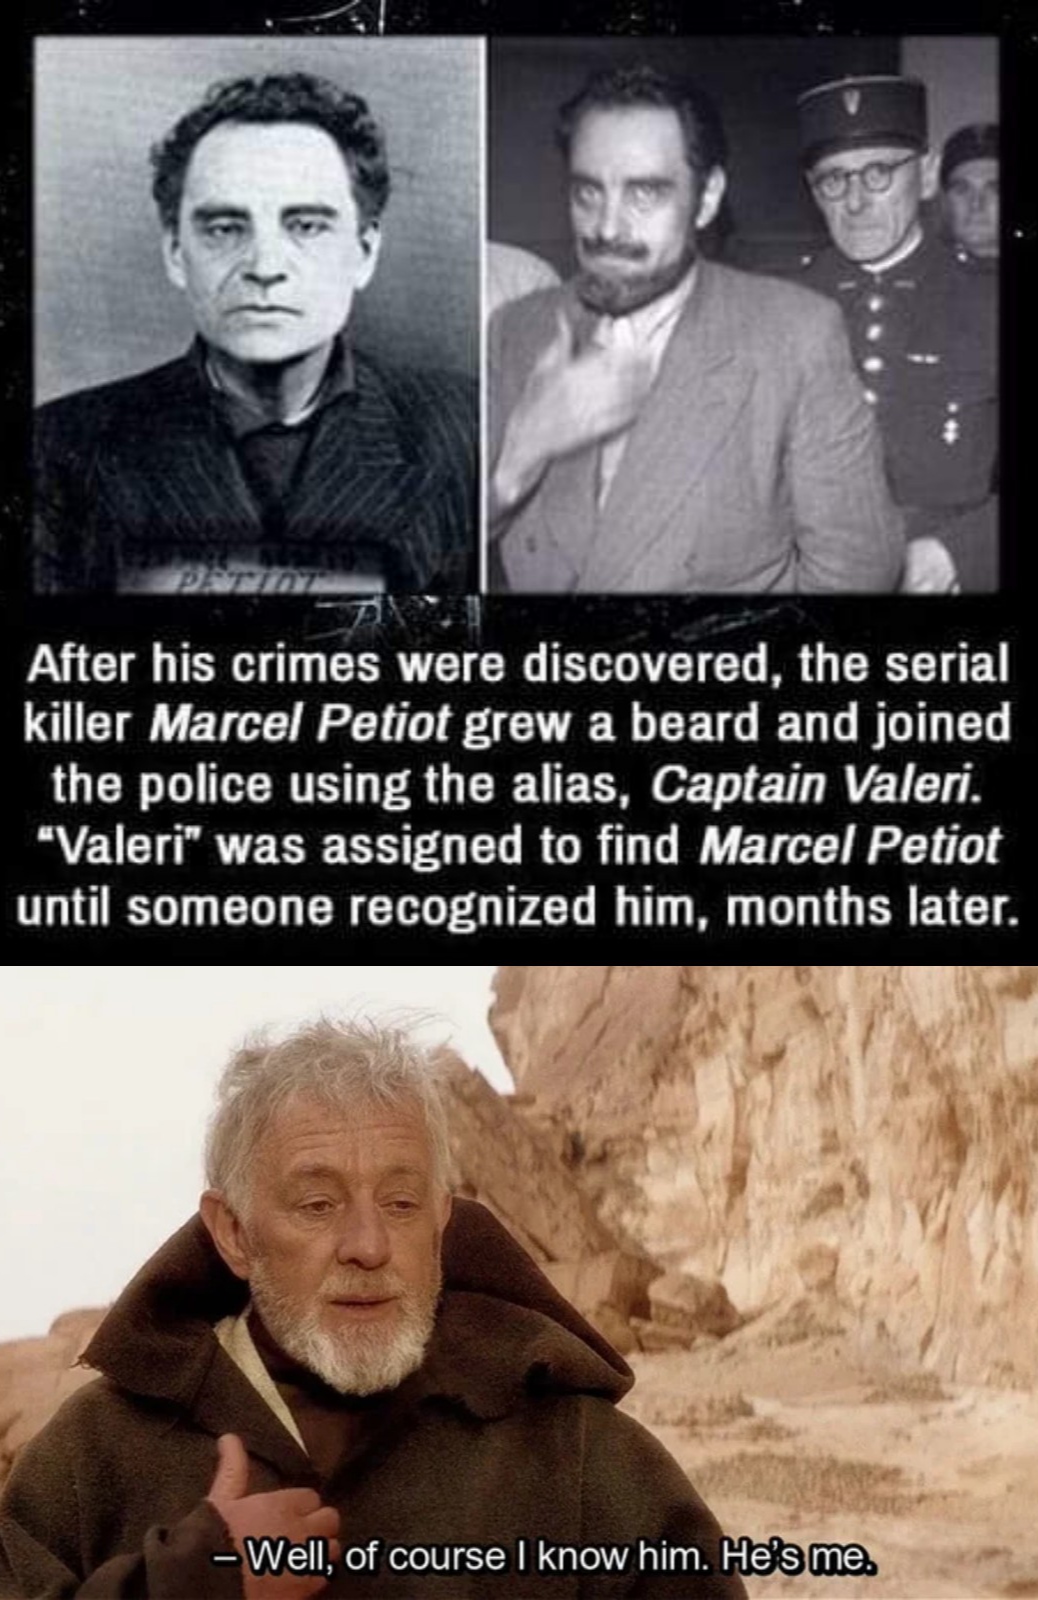 PETIOT
After his crimes were discovered, the serial
killer Marcel Petiot grew a beard and joined
the police using the alias, Captain Valeri.
“Valeri” was assigned to find Marcel Petiot
until someone recognized him, months later.
– Well, of course I know him. He's me.